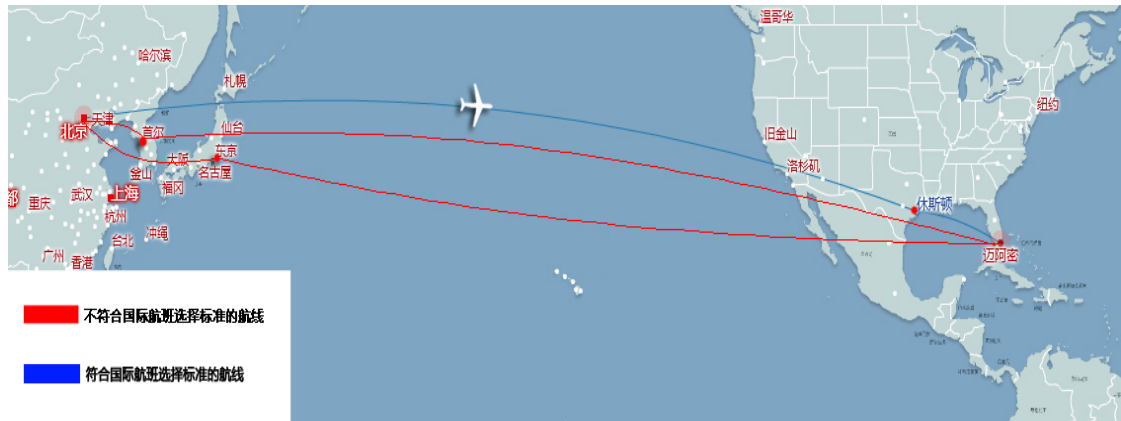 温哥华
哈尔滨
札幌
纽约
天津
北京
首尔
仙台
旧金山
东京
大阪
洛杉矶
釜山
名古屋
福冈
武汉
上海
都
重庆
休斯顿
杭州
台北
冲绳
广州
香港
迈阿密
不符合国际航班选择标准的航线
符合国际航班选择标准的航线